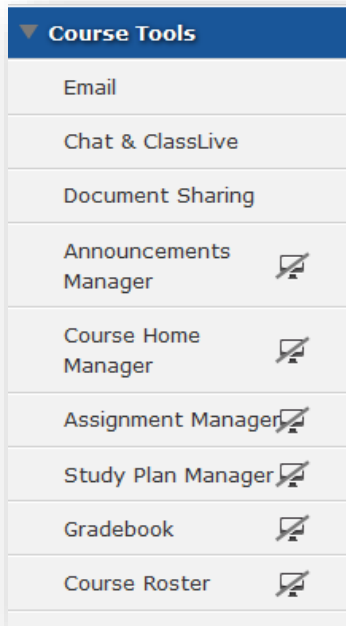 Course Tools
Email
Chat & ClassLive
Document Sharing
Announcements
Manager
Course Home
Manager
Assignment Manager
Study Plan Manager
Gradebook
Course Roster